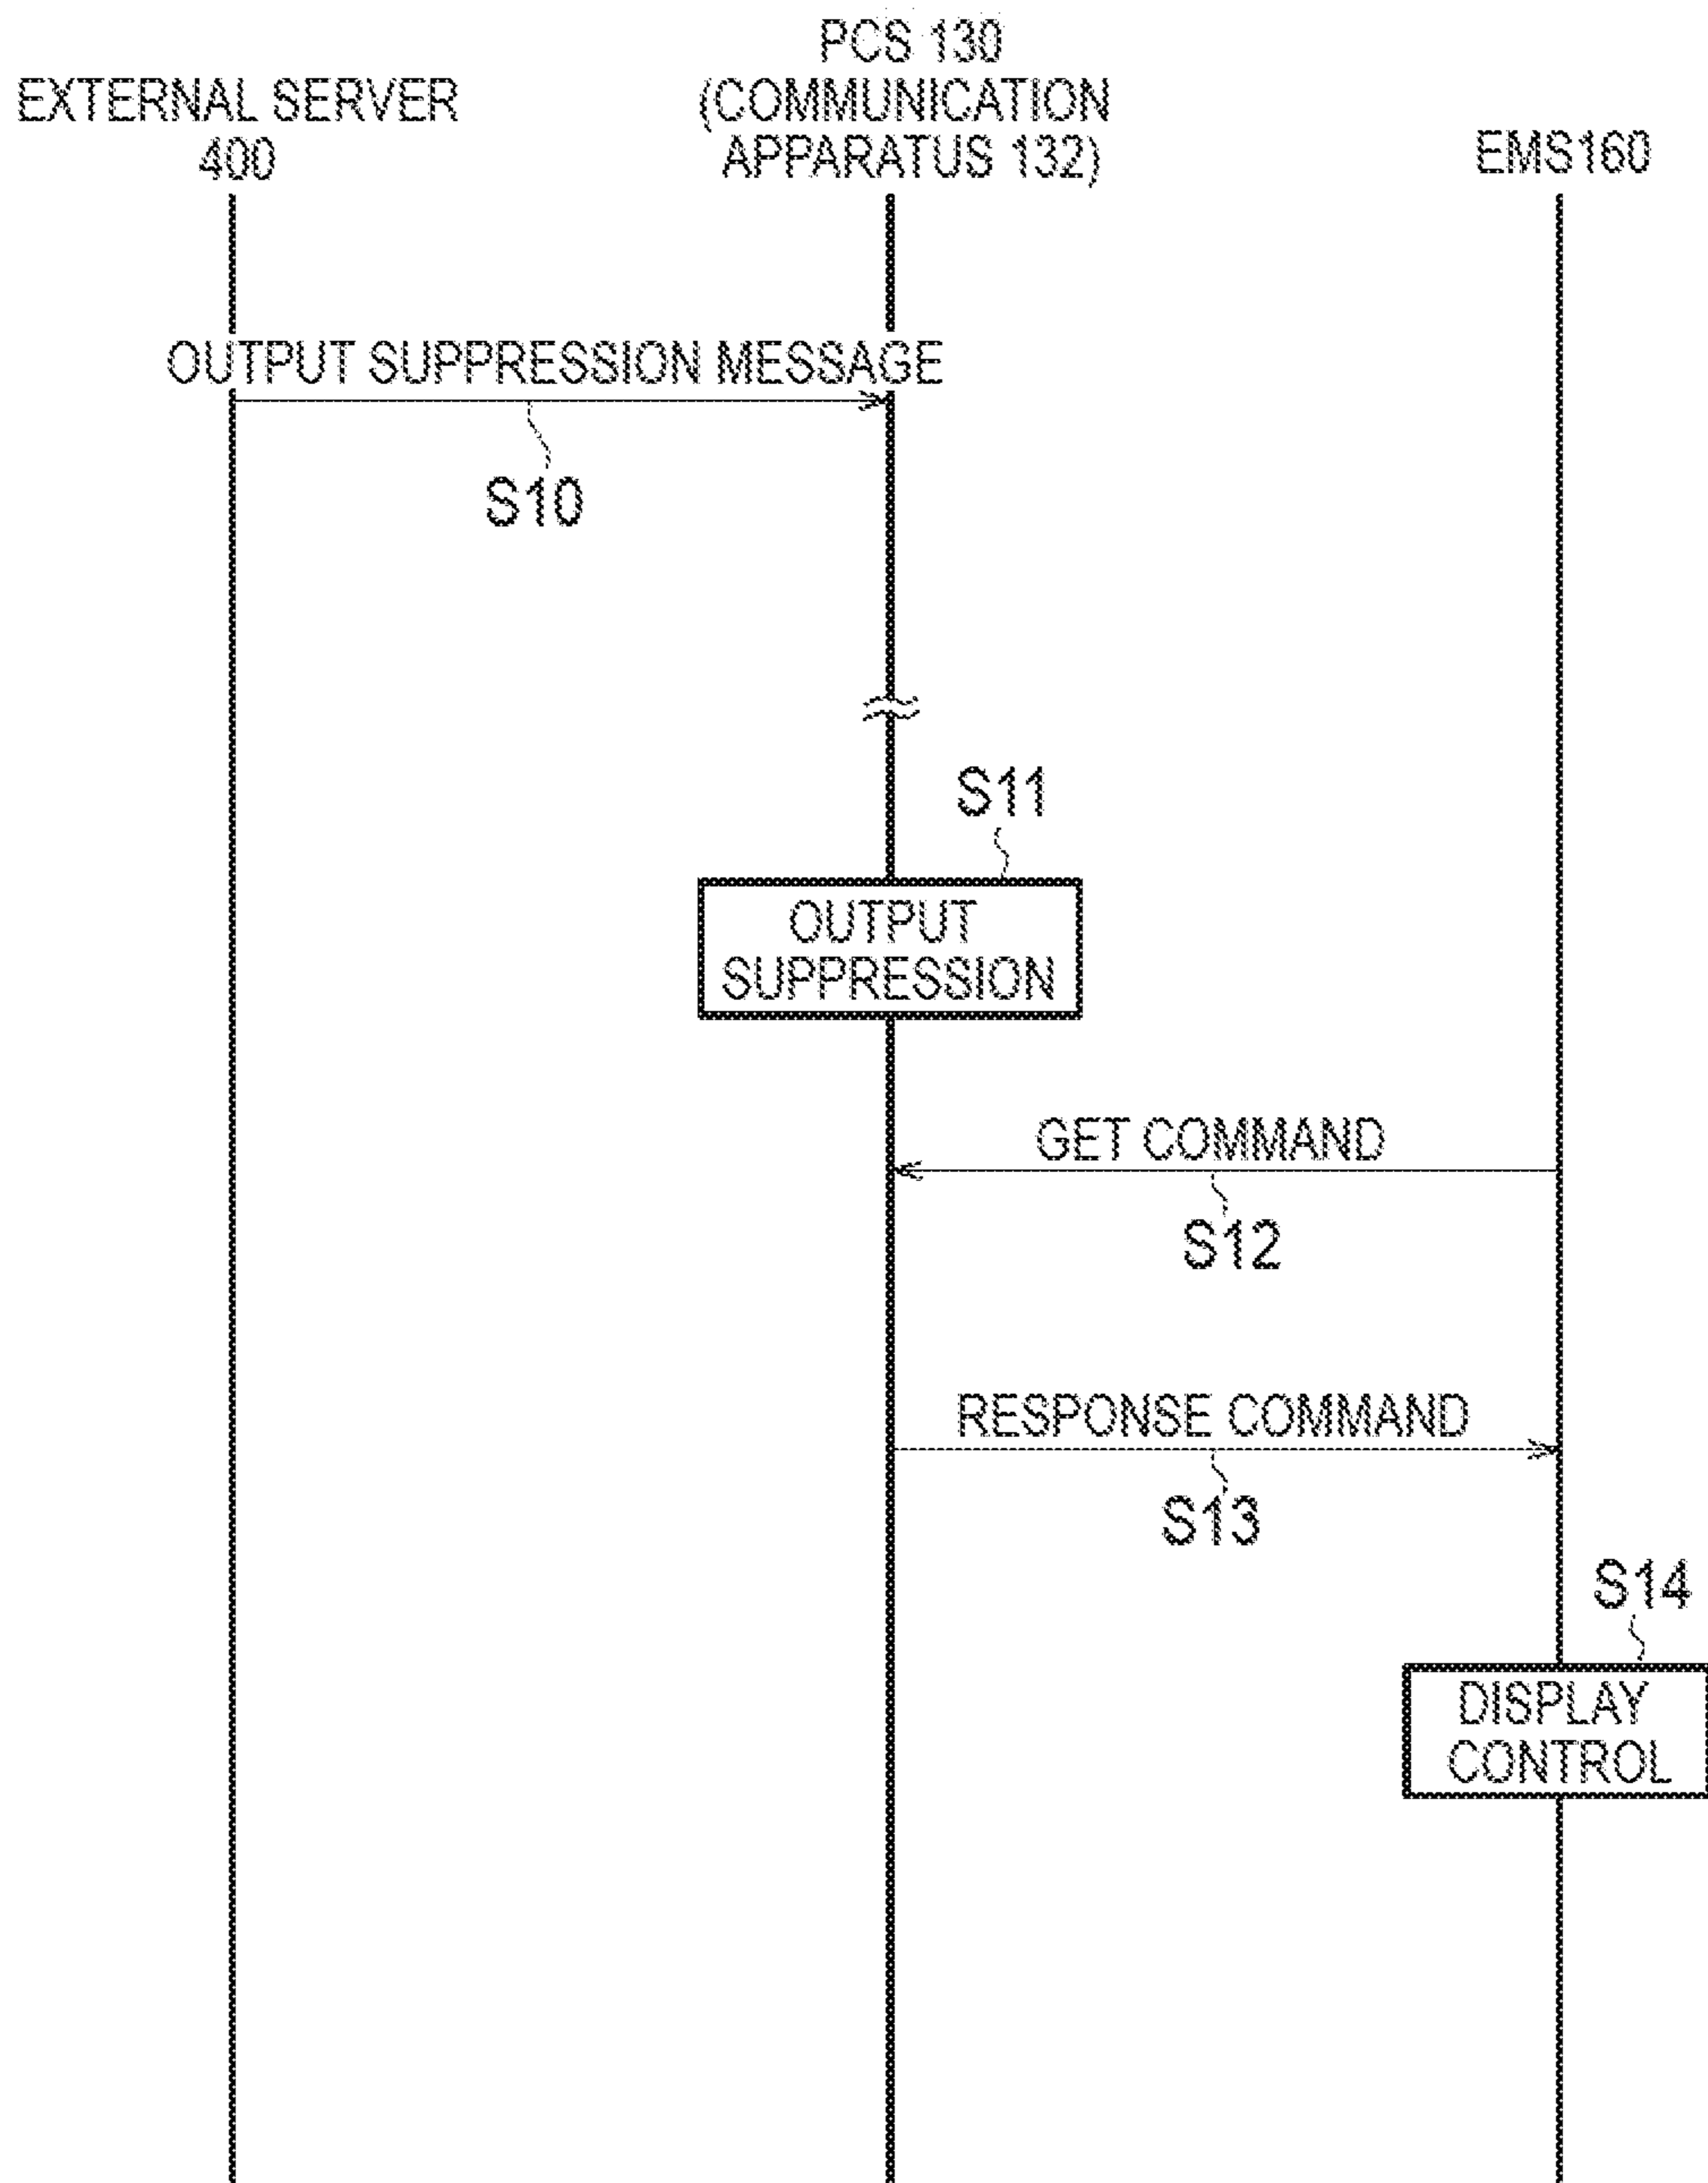 EXTERNAL SERVER
400
PCS 130
(COMMUNICATION
APPARATUS 132)
EMS160
OUTPUT SUPPRESSION MESSAGE
S10
S11
OUTPUT
SUPPRESSION
GET COMMAND
S12
RESPONSE COMMAND
S13
S14
DISPLAY
CONTROL